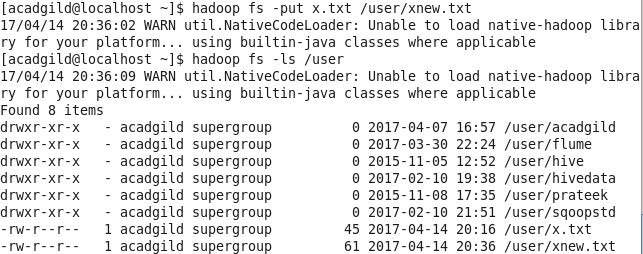 [acadgild@localhost ~]$ hadoop fs -put x.txt /user/xnew.txt
17/04/14 20:36:02 WARN util.NativeCodeLoader: Unable to load native-hadoop libra
ry for your platform... using builtin-java classes where applicable
[acadgild@localhost ~]$ hadoop fs -ls /user
17/04/14 20:36:09 WARN util.NativeCodeLoader: Unable to load native-hadoop libra
ry for your platform... using builtin-java classes where applicable
Found 8 items
drwxr-xr-x   - acadgild supergroup          0 2017-04-07 16:57 /user/acadgild
drwxr-xr-x   - acadgild supergroup          0 2017-03-30 22:24 /user/flume
drwxr-xr-x   - acadgild supergroup          0 2015-11-05 12:52 /user/hive
drwxr-xr-x   - acadgild supergroup          0 2017-02-10 19:38 /user/hivedata
drwxr-xr-x   - acadgild supergroup          0 2015-11-08 17:35 /user/prateek
drwxr-xr-x   - acadgild supergroup          0 2017-02-10 21:51 /user/sqoopstd
-rw-r--r--   1 acadgild supergroup         45 2017-04-14 20:16 /user/x.txt
-rw-r--r--   1 acadgild supergroup         61 2017-04-14 20:36 /user/xnew.txt